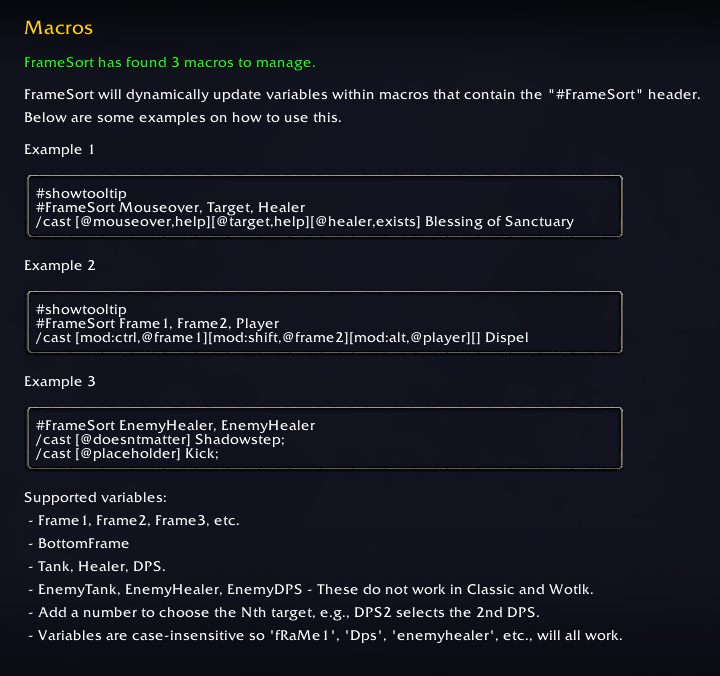 Macros
FrameSort has found 3 macros to manage.
FrameSort will dynamically update variables within macros that contain the "#FrameSort" header.
Below are some examples on how to use this.
Example 1
#showtooltip
#FrameSort Mouseover, Target, Healer
/cast [@mouseover,help][@target,help][@healer,exists] Blessing of Sanctuary
Example 2
#showtooltip
#FrameSort Frame1, Frame2, Player
/cast [mod:ctrl,@frame1][mod:shift,@frame2][mod:alt,@player][] Dispel
Example 3
#FrameSort EnemyHealer, EnemyHealer
/cast [@doesntmatter] Shadowstep;
/cast [@placeholder] Kick;
Supported variables:
- Frame1, Frame2, Frame3, etc.
- BottomFrame
- Tank, Healer, DPS.
- EnemyTank, EnemyHealer, EnemyDPS - These do not work in Classic and Wotlk.
- Add a number to choose the Nth target, e.g., DPS2 selects the 2nd DPS.
- Variables are case-insensitive so 'fRaMe1', 'Dps', 'enemyhealer', etc., will all work.